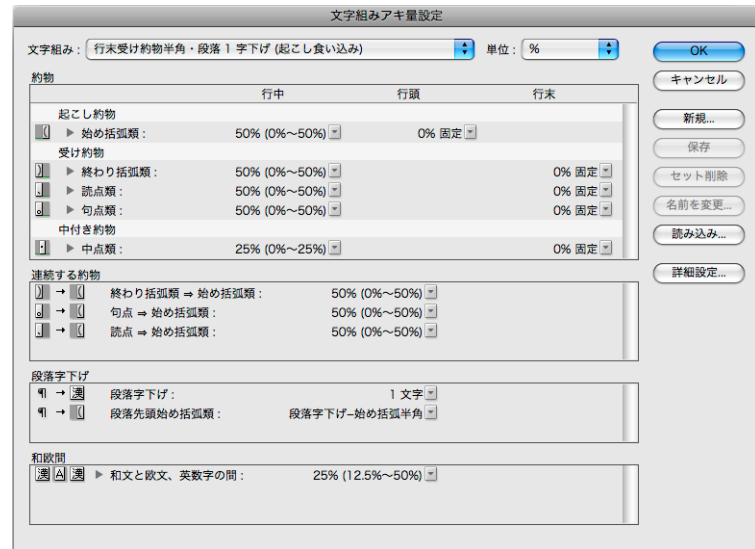 文字組みアキ量設定
文字組み : 行末受け約物半角・段落 1 字下げ (起こし食い込み) 単位 : % OK
キャンセル
約物
行中 行頭 行末
起こし約物
始め括弧類 : 50% (0%〜50%) 0% 固定 新規...
受け約物 保存
終わり括弧類 : 50% (0%〜50%) 0% 固定 セット削除
読点類 : 50% (0%〜50%) 0% 固定
句点類 : 50% (0%〜50%) 0% 固定 名前を変更...
中付き約物 読み込み...
中点類 : 25% (0%〜25%) 0% 固定
連続する約物 詳細設定...
終わり括弧類 ⇒ 始め括弧類 : 50% (0%〜50%)
句点 ⇒ 始め括弧類 : 50% (0%〜50%)
読点 ⇒ 始め括弧類 : 50% (0%〜50%)
段落字下げ
¶ → 漢 段落字下げ : 1 文字
¶ → 段落先頭始め括弧類 : 段落字下げ–始め括弧半角
和欧間
漢 A 漢 和文と欧文、英数字の間 : 25% (12.5%〜50%)